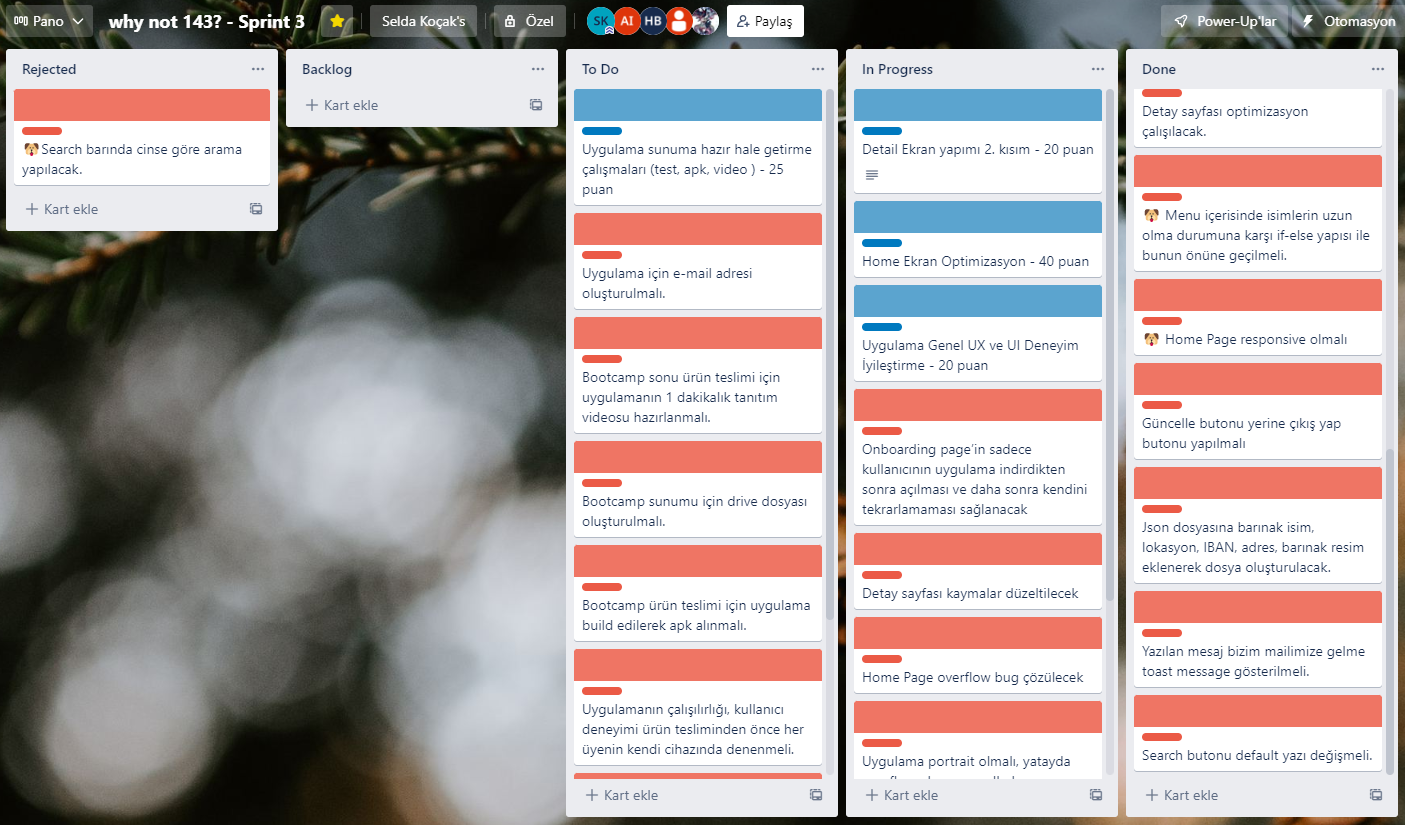 Pano
why not 143? - Sprint 3
Selda Koçak's
Özel
SK
AI
HB
Paylaş
Power-Up'lar
Otomasyon
Rejected
Search barında cinse göre arama
yapılacak.
Kart ekle
Backlog
Kart ekle
To Do
Uygulama sunuma hazır hale getirme
çalışmaları (test, apk, video ) - 25
puan
Uygulama için e-mail adresi
oluşturulmalı.
Bootcamp sonu ürün teslimi için
uygulamanın 1 dakikalık tanıtım
videosu hazırlanmalı.
Bootcamp sunumu için drive dosyası
oluşturulmalı.
Bootcamp ürün teslimi için uygulama
build edilerek apk alınmalı.
Uygulamanın çalışılırlığı, kullanıcı
deneyimi ürün tesliminden önce her
üyenin kendi cihazında denenmeli.
Kart ekle
In Progress
Detail Ekran yapımı 2. kısım - 20 puan
Home Ekran Optimizasyon - 40 puan
Uygulama Genel UX ve UI Deneyim
İyileştirme - 20 puan
Onboarding page'in sadece
kullanıcının uygulama indirdikten
sonra açılması ve daha sonra kendini
tekrarlamaması sağlanacak
Detay sayfası kaymalar düzeltilecek
Home Page overflow bug çözülecek
Uygulama portrait olmalı, yatayda
Kart ekle
Done
Detay sayfası optimizasyon
çalışılacak.
Menu içerisinde isimlerin uzun
olma durumuna karşı if-else yapısı ile
bunun önüne geçilmeli.
Home Page responsive olmalı
Güncelle butonu yerine çıkış yap
butonu yapılmalı
Json dosyasına barınak isim,
lokasyon, IBAN, adres, barınak resim
eklenerek dosya oluşturulacak.
Yazılan mesaj bizim mailimize gelme
toast message gösterilmeli.
Search butonu default yazı değişmeli.
Kart ekle